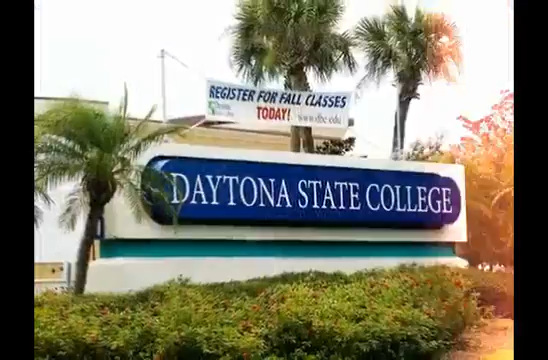 REGISTER FOR FALL CLASSES
TODAY!
DAYTONA STATE COLLEGE